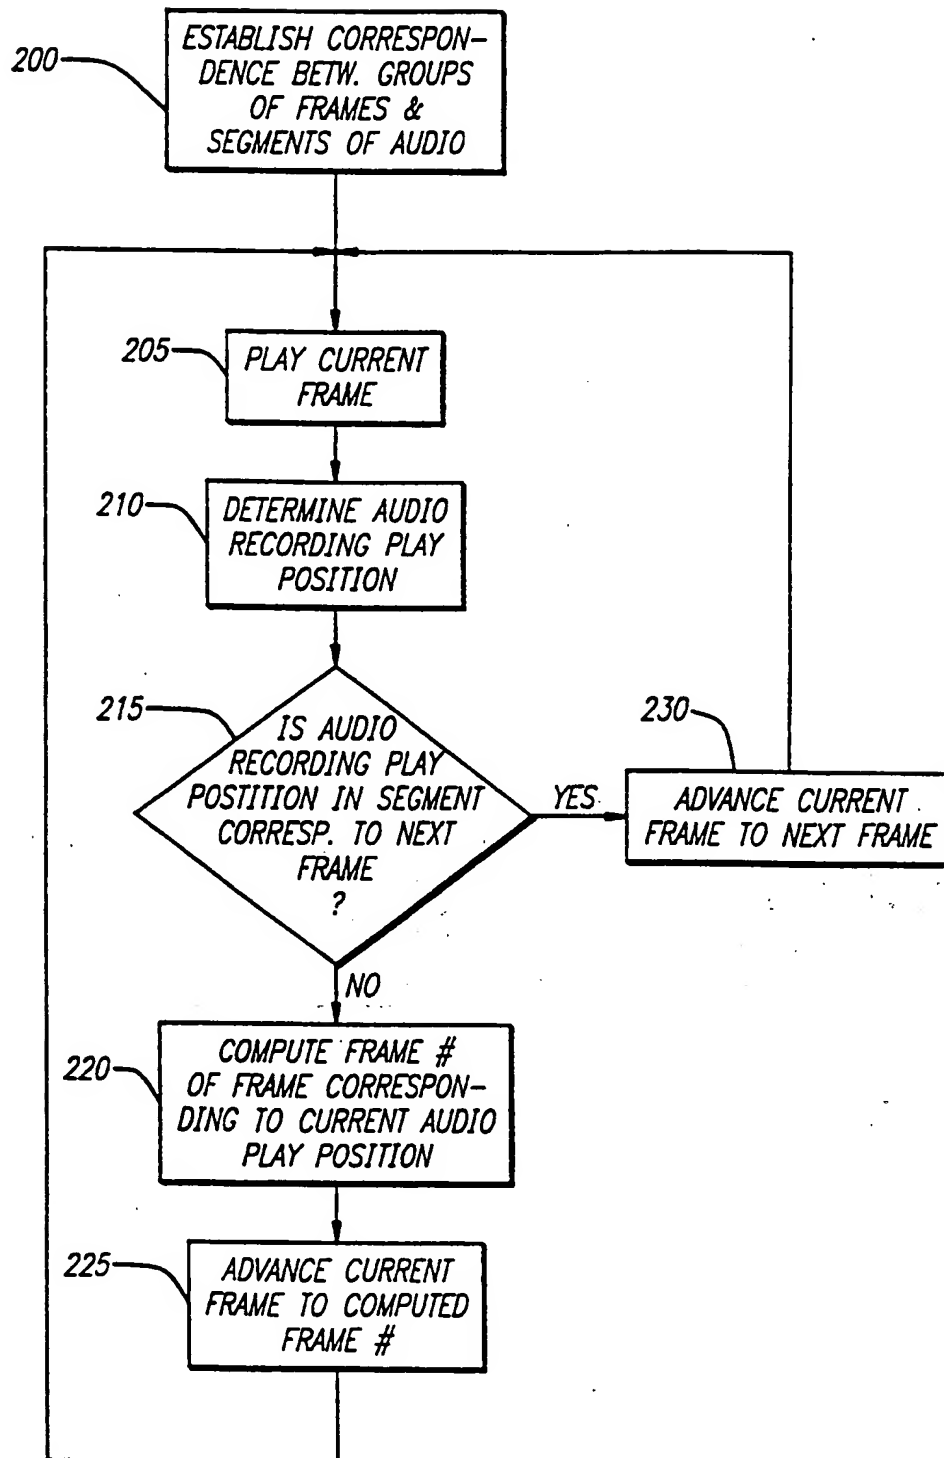 200
ESTABLISH CORRESPON-
DENCE BETW. GROUPS
OF FRAMES &
SEGMENTS OF AUDIO
205
PLAY CURRENT
FRAME
210
DETERMINE AUDIO
RECORDING PLAY
POSITION
215
IS AUDIO
RECORDING PLAY
POSTITION IN SEGMENT
CORRESP. TO NEXT
FRAME
?
YES
230
ADVANCE CURRENT
FRAME TO NEXT FRAME
NO
220
COMPUTE FRAME #
OF FRAME CORRESPON-
DING TO CURRENT AUDIO
PLAY POSITION
225
ADVANCE CURRENT
FRAME TO COMPUTED
FRAME #